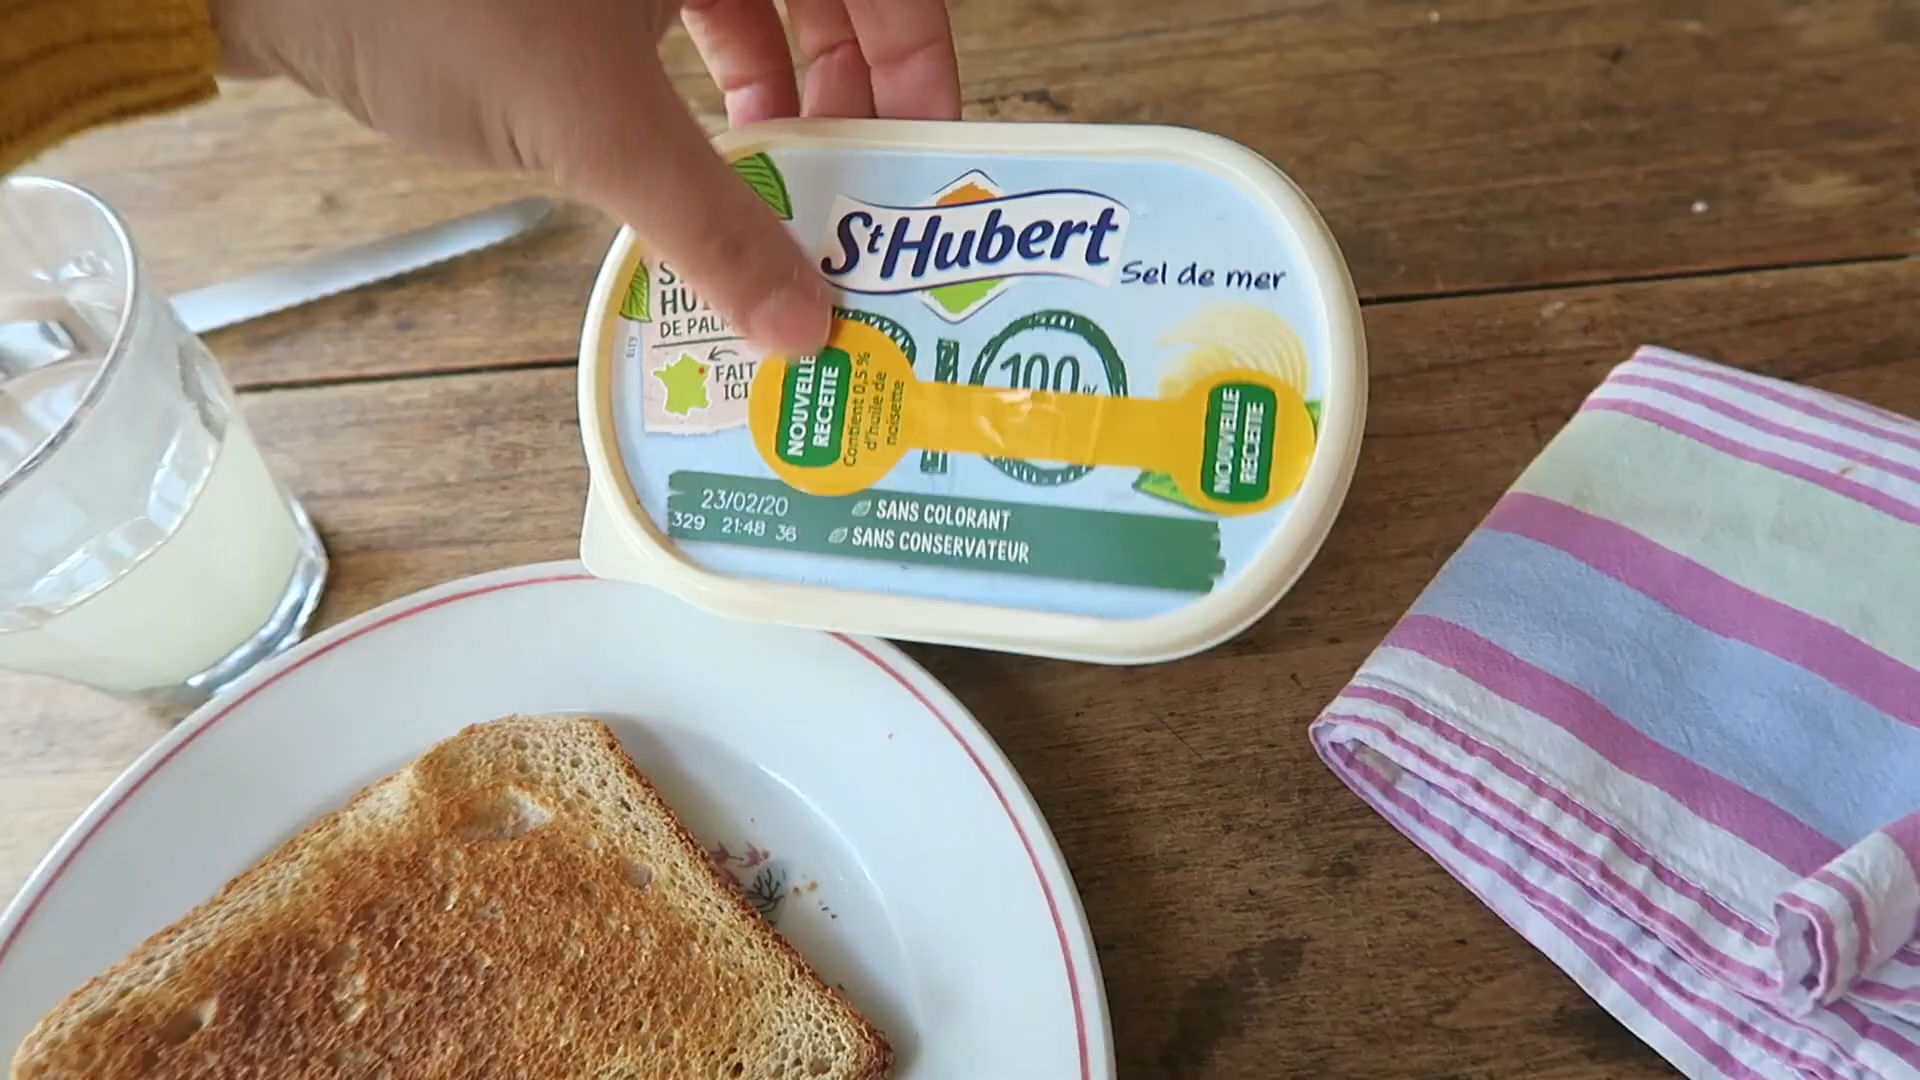 St Hubert
Sel de mer
DE PALME
FAIT
ICI
100%
NOUVELLE
RECETTE
Contient 0,5 %
d'huile de
noisette
NOUVELLE
RECETTE
23/02/20
329 21:48 36
SANS COLORANT
SANS CONSERVATEUR